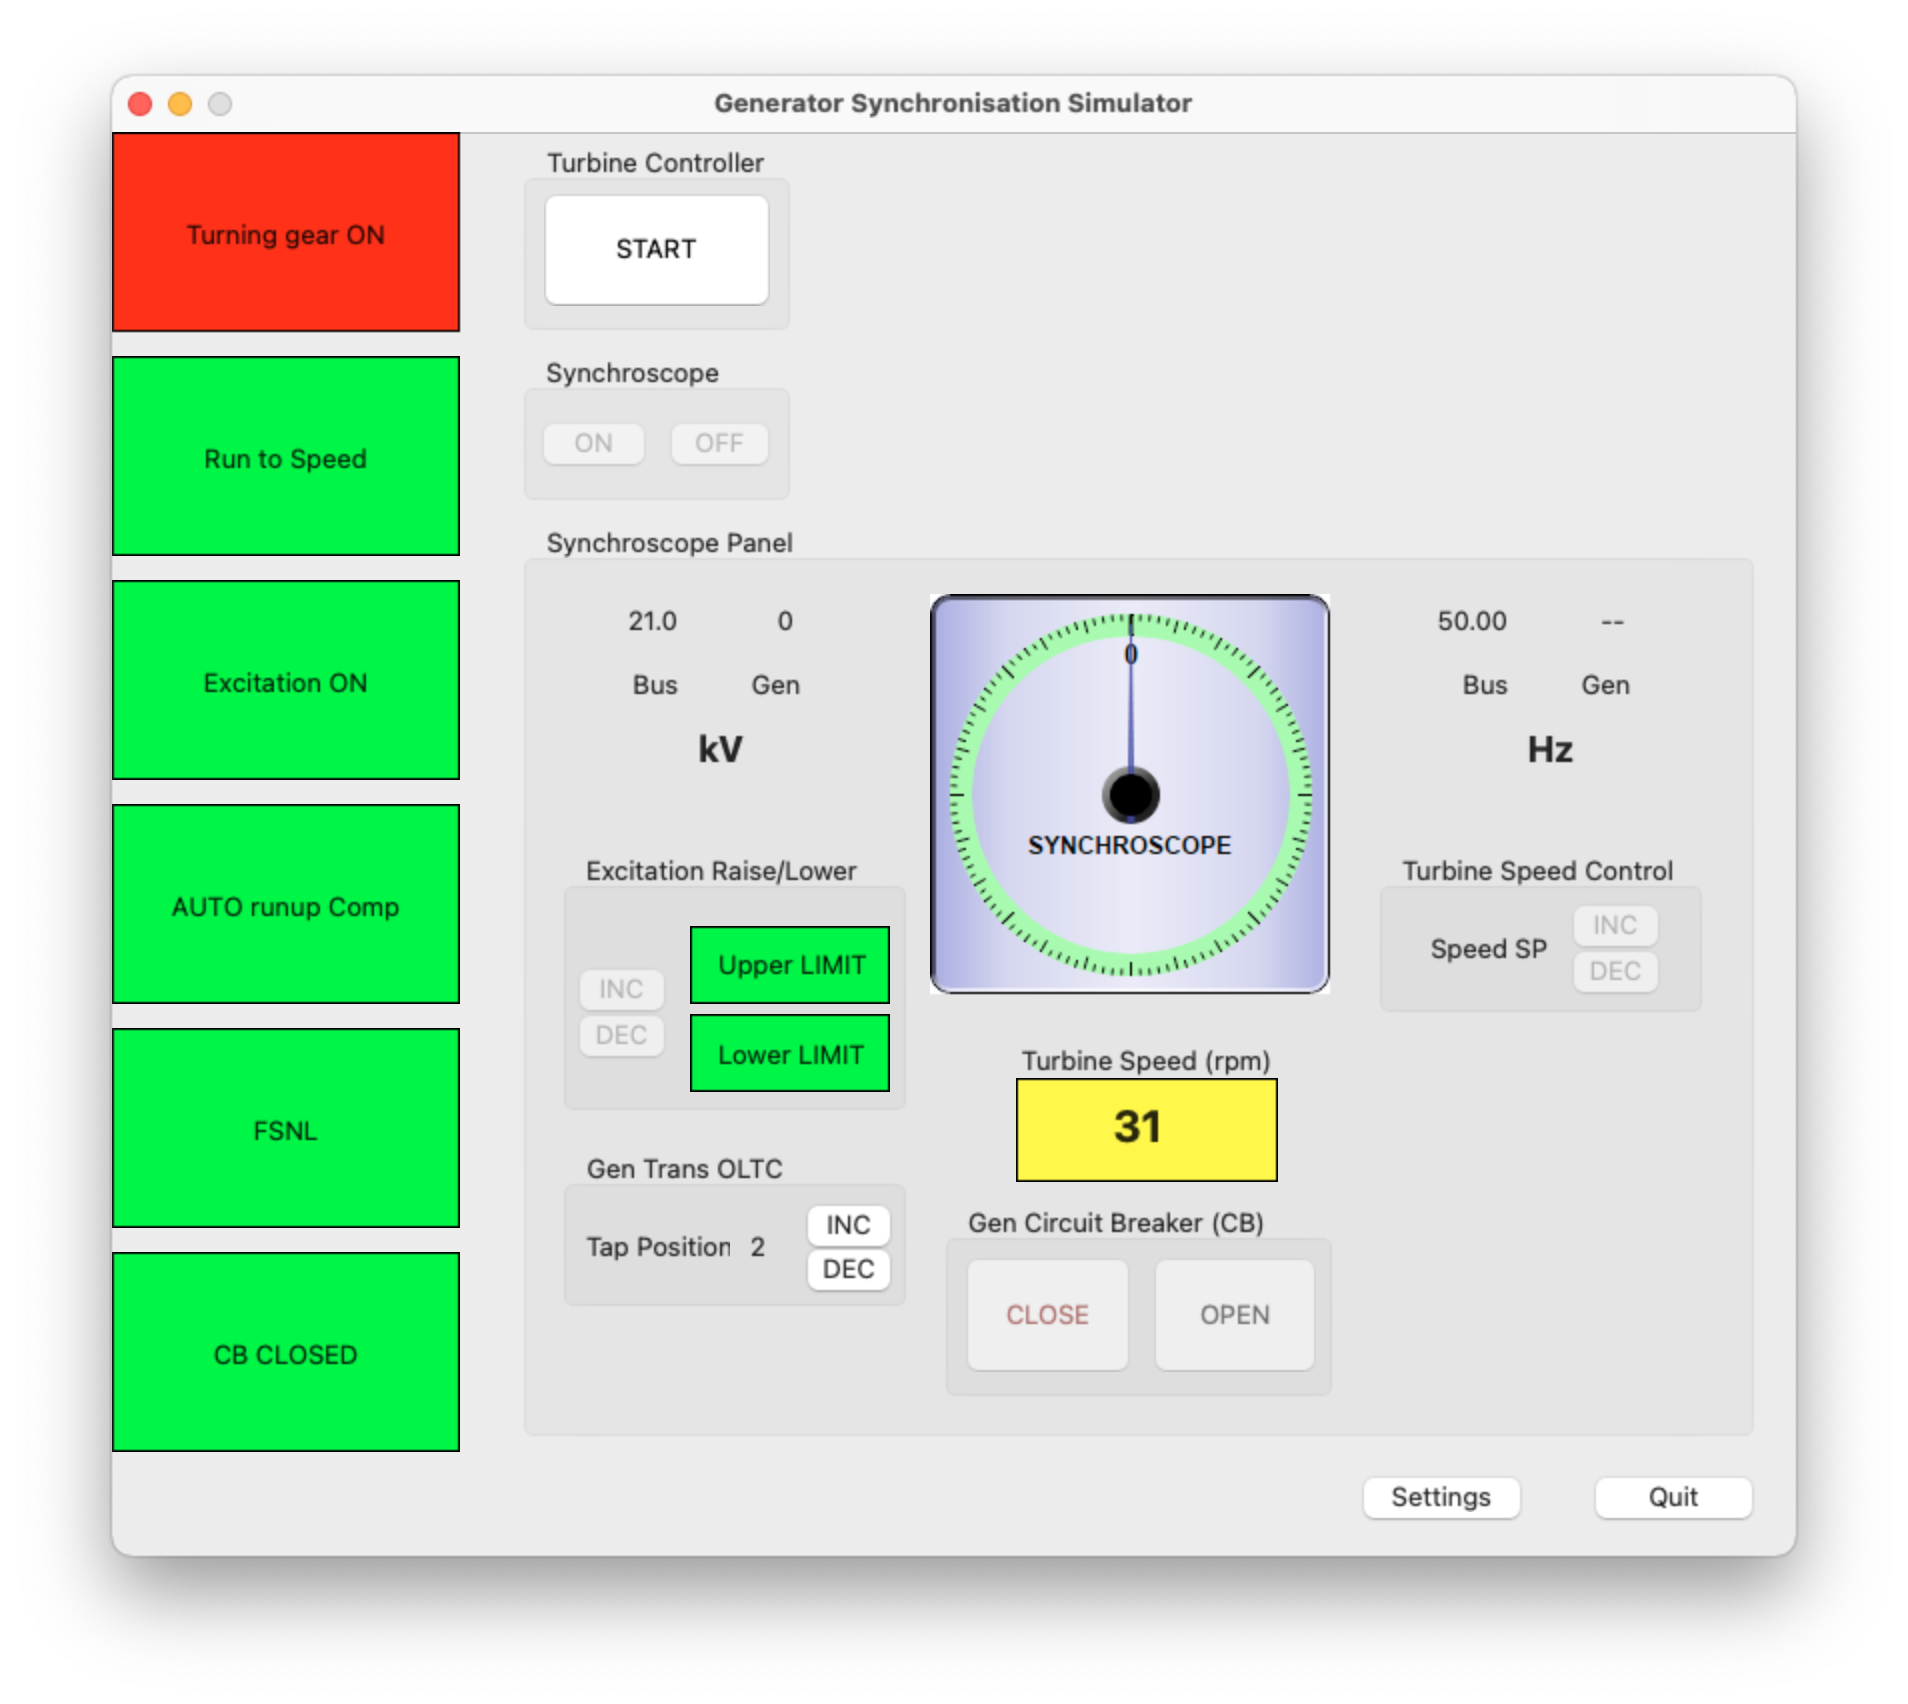 Generator Synchronisation Simulator
Turning gear ON
Run to Speed
Excitation ON
AUTO runup Comp
FSNL
CB CLOSED
Turbine Controller
START
Synchroscope
ON OFF
Synchroscope Panel
21.0 0
Bus Gen
kV
0
SYNCHROSCOPE
50.00 --
Bus Gen
Hz
Excitation Raise/Lower
INC
DEC
Upper LIMIT
Lower LIMIT
Turbine Speed Control
Speed SP
INC
DEC
Turbine Speed (rpm)
31
Gen Trans OLTC
Tap Position 2
INC
DEC
Gen Circuit Breaker (CB)
CLOSE OPEN
Settings Quit